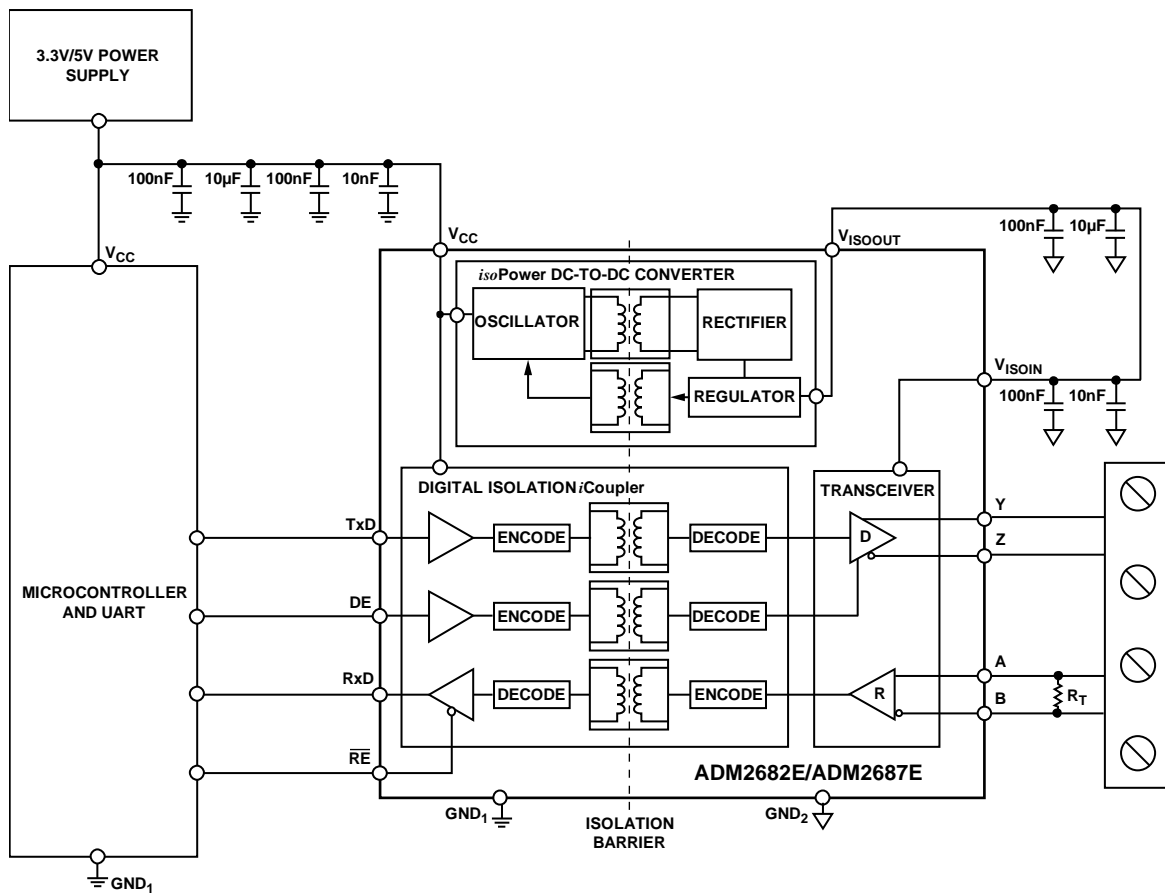 3.3V/5V POWER
SUPPLY
100nF
10µF
100nF
10nF
VCC
VCC
VISOOUT
100nF
10µF
isoPower DC-TO-DC CONVERTER
OSCILLATOR
RECTIFIER
REGULATOR
VISOIN
100nF
10nF
DIGITAL ISOLATION iCoupler
TRANSCEIVER
TxD
ENCODE
DECODE
D
Y
Z
MICROCONTROLLER
AND UART
DE
ENCODE
DECODE
RxD
DECODE
ENCODE
R
A
B
RT
RE
ADM2682E/ADM2687E
GND1
ISOLATION
BARRIER
GND2
GND1